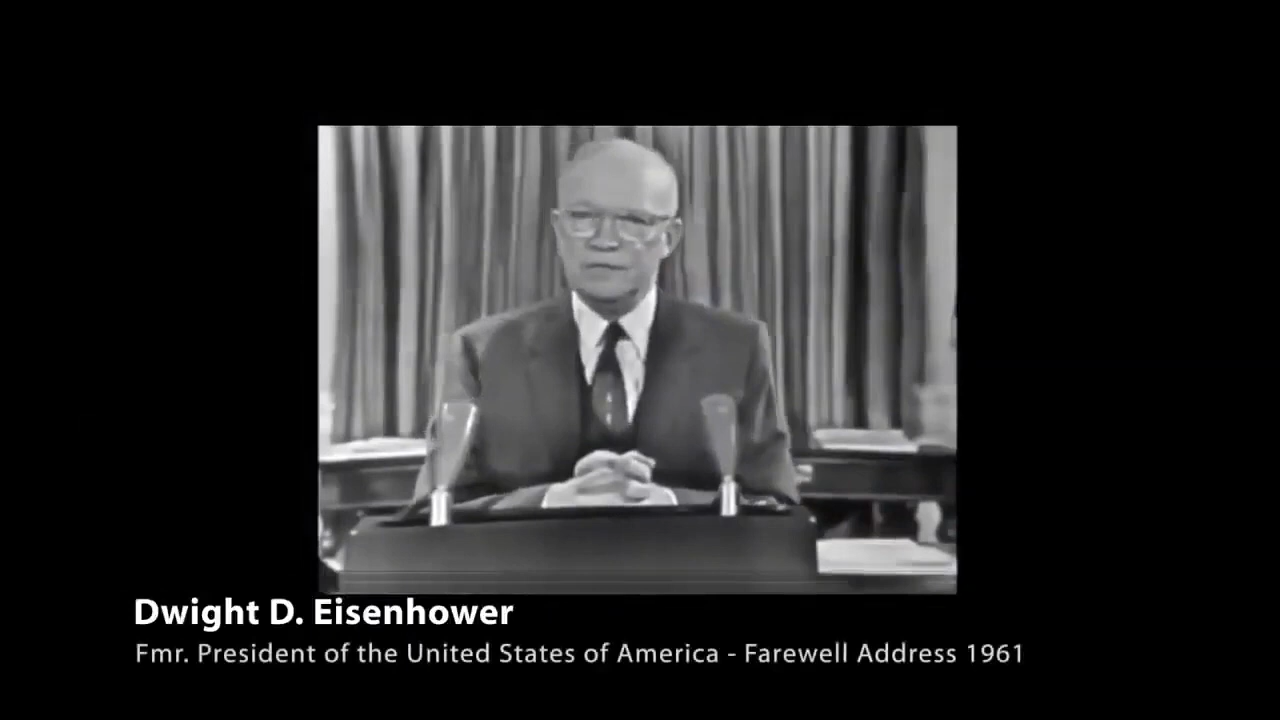 Dwight D. Eisenhower
Fmr. President of the United States of America - Farewell Address 1961